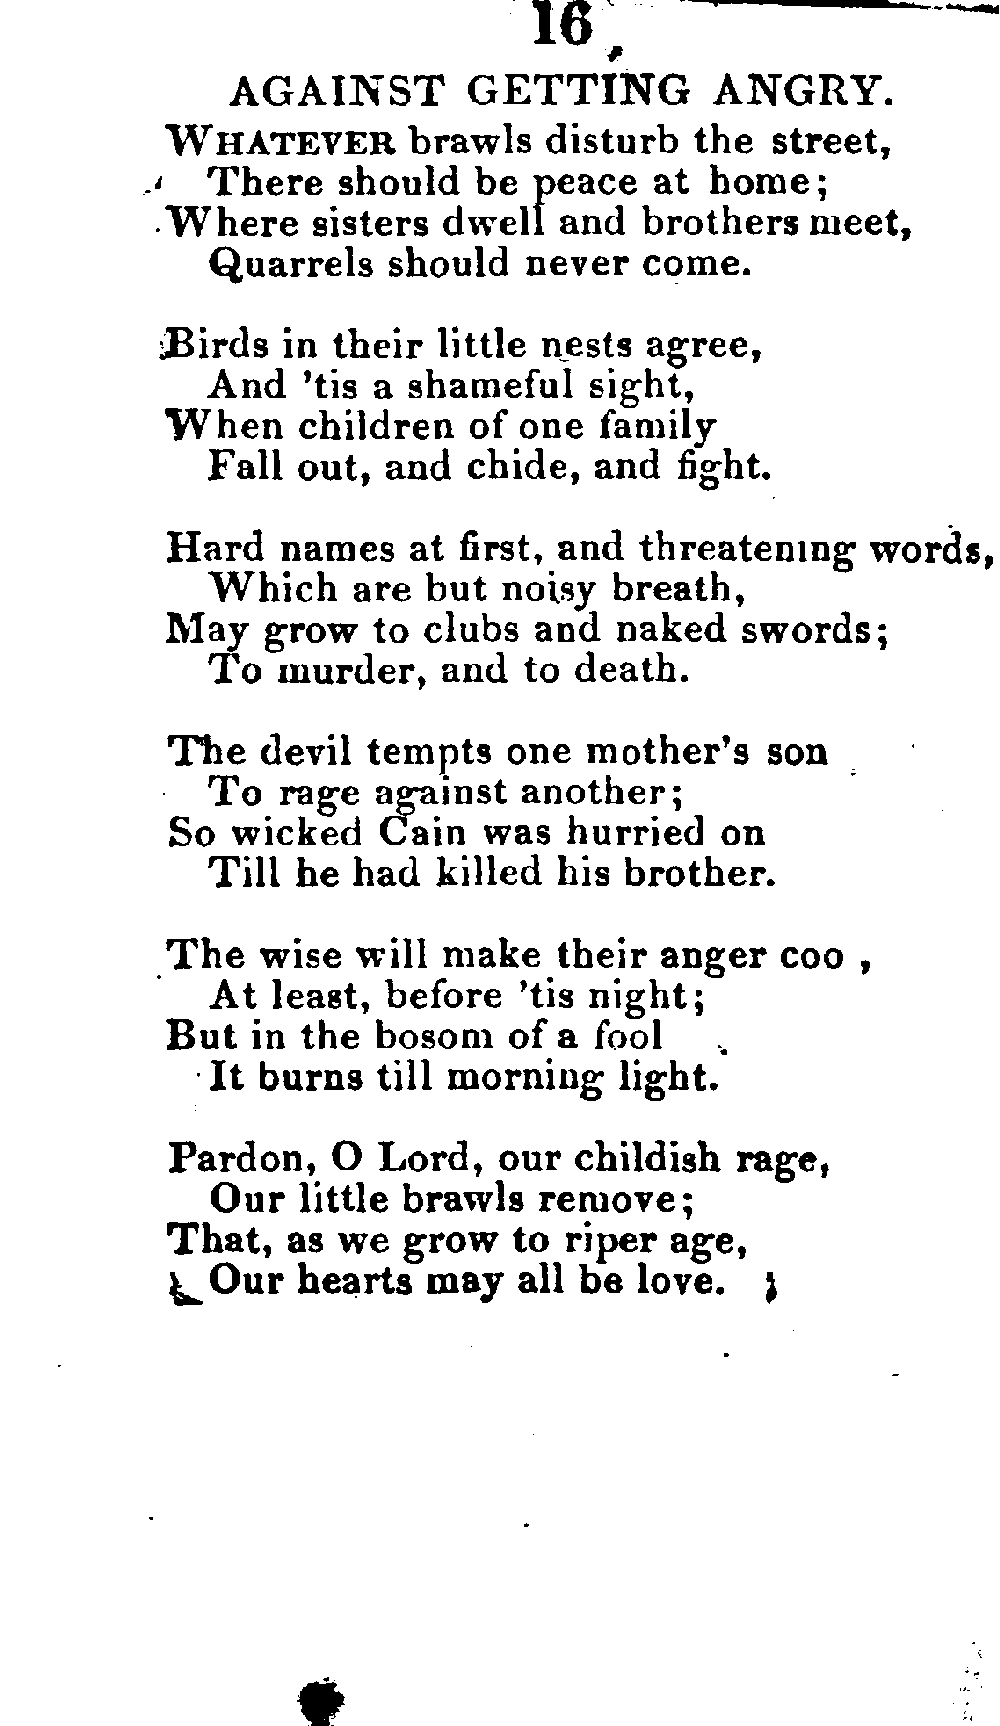 16
AGAINST GETTING ANGRY.
WHATEVER brawls disturb the street,
There should be peace at home;
Where sisters dwell and brothers meet,
Quarrels should never come.
Birds in their little nests agree,
And 'tis a shameful sight,
When children of one family
Fall out, and chide, and fight.
Hard names at first, and threatening words,
Which are but noisy breath,
May grow to clubs and naked swords;
To murder, and to death.
The devil tempts one mother's son
To rage against another;
So wicked Cain was hurried on
Till he had killed his brother.
The wise will make their anger coo ,
At least, before 'tis night;
But in the bosom of a fool
It burns till morning light.
Pardon, O Lord, our childish rage,
Our little brawls remove;
That, as we grow to riper age,
Our hearts may all be love.